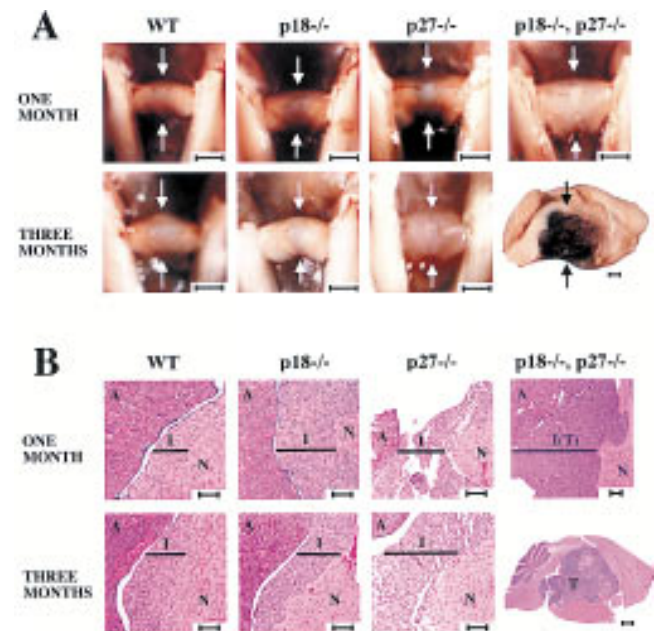 A
WT p18-/- p27-/- p18-/-, p27-/-
ONE
MONTH
THREE
MONTHS
B
WT p18-/- p27-/- p18-/-, p27-/-
A I N A I N A I N A I(T) N
ONE
MONTH
A I N A I N A I N T
THREE
MONTHS